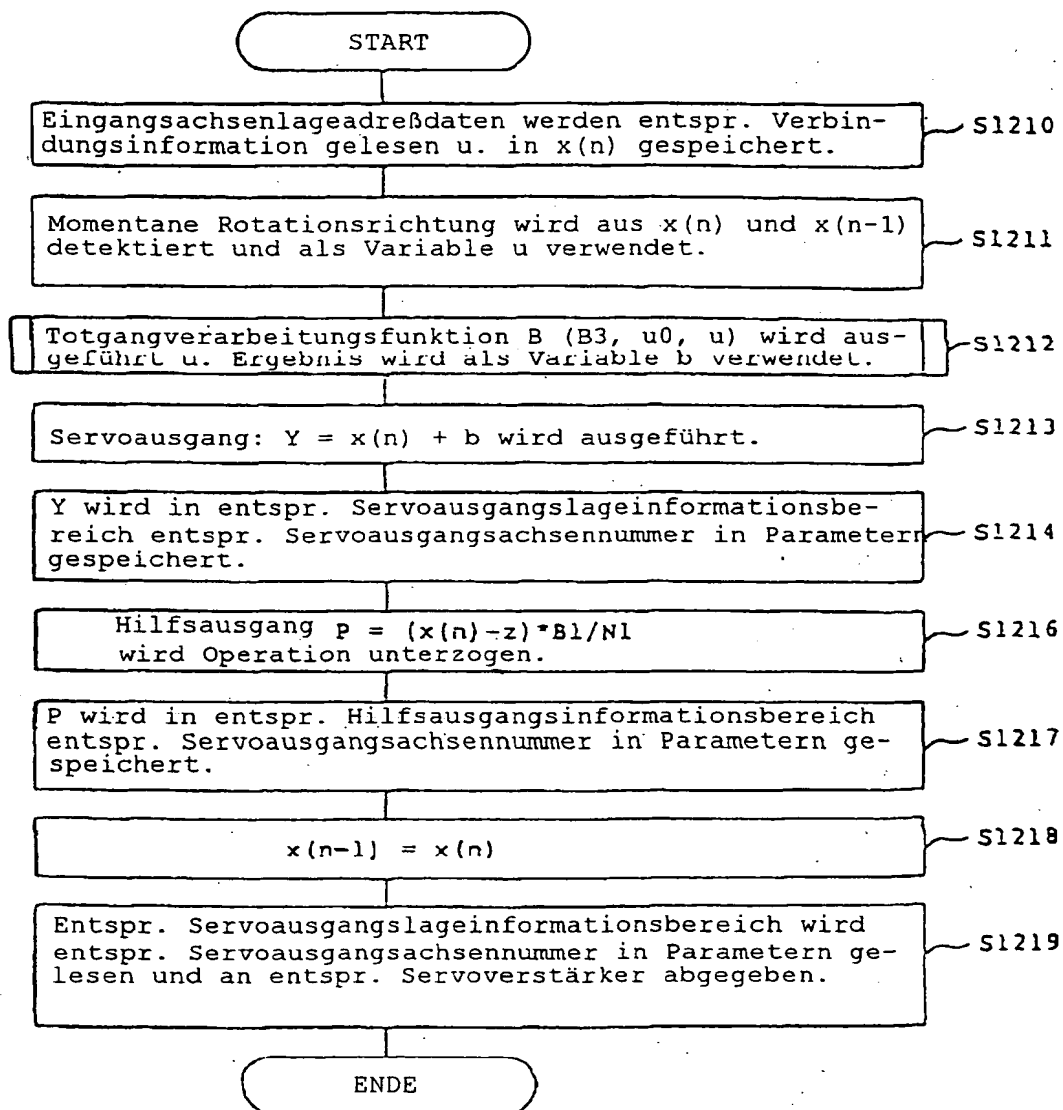 START
Eingangsachsenlageadreßdaten werden entspr. Verbin-
dungsinformation gelesen u. in x(n) gespeichert.
S1210
Momentane Rotationsrichtung wird aus x(n) und x(n-1)
detektiert und als Variable u verwendet.
S1211
Totgangverarbeitungsfunktion B (B3, u0, u) wird aus-
geführt u. Ergebnis wird als Variable b verwendet.
S1212
Servoausgang: Y = x(n) + b wird ausgeführt.
S1213
Y wird in entspr. Servoausgangslageinformationsbe-
reich entspr. Servoausgangsachsennummer in Parametern
gespeichert.
S1214
Hilfsausgang P = (x(n)-z)*B1/N1
wird Operation unterzogen.
S1216
P wird in entspr. Hilfsausgangsinformationsbereich
entspr. Servoausgangsachsennummer in Parametern ge-
speichert.
S1217
x(n-1) = x(n)
S1218
Entspr. Servoausgangslageinformationsbereich wird
entspr. Servoausgangsachsennummer in Parametern ge-
lesen und an entspr. Servoverstärker abgegeben.
S1219
ENDE